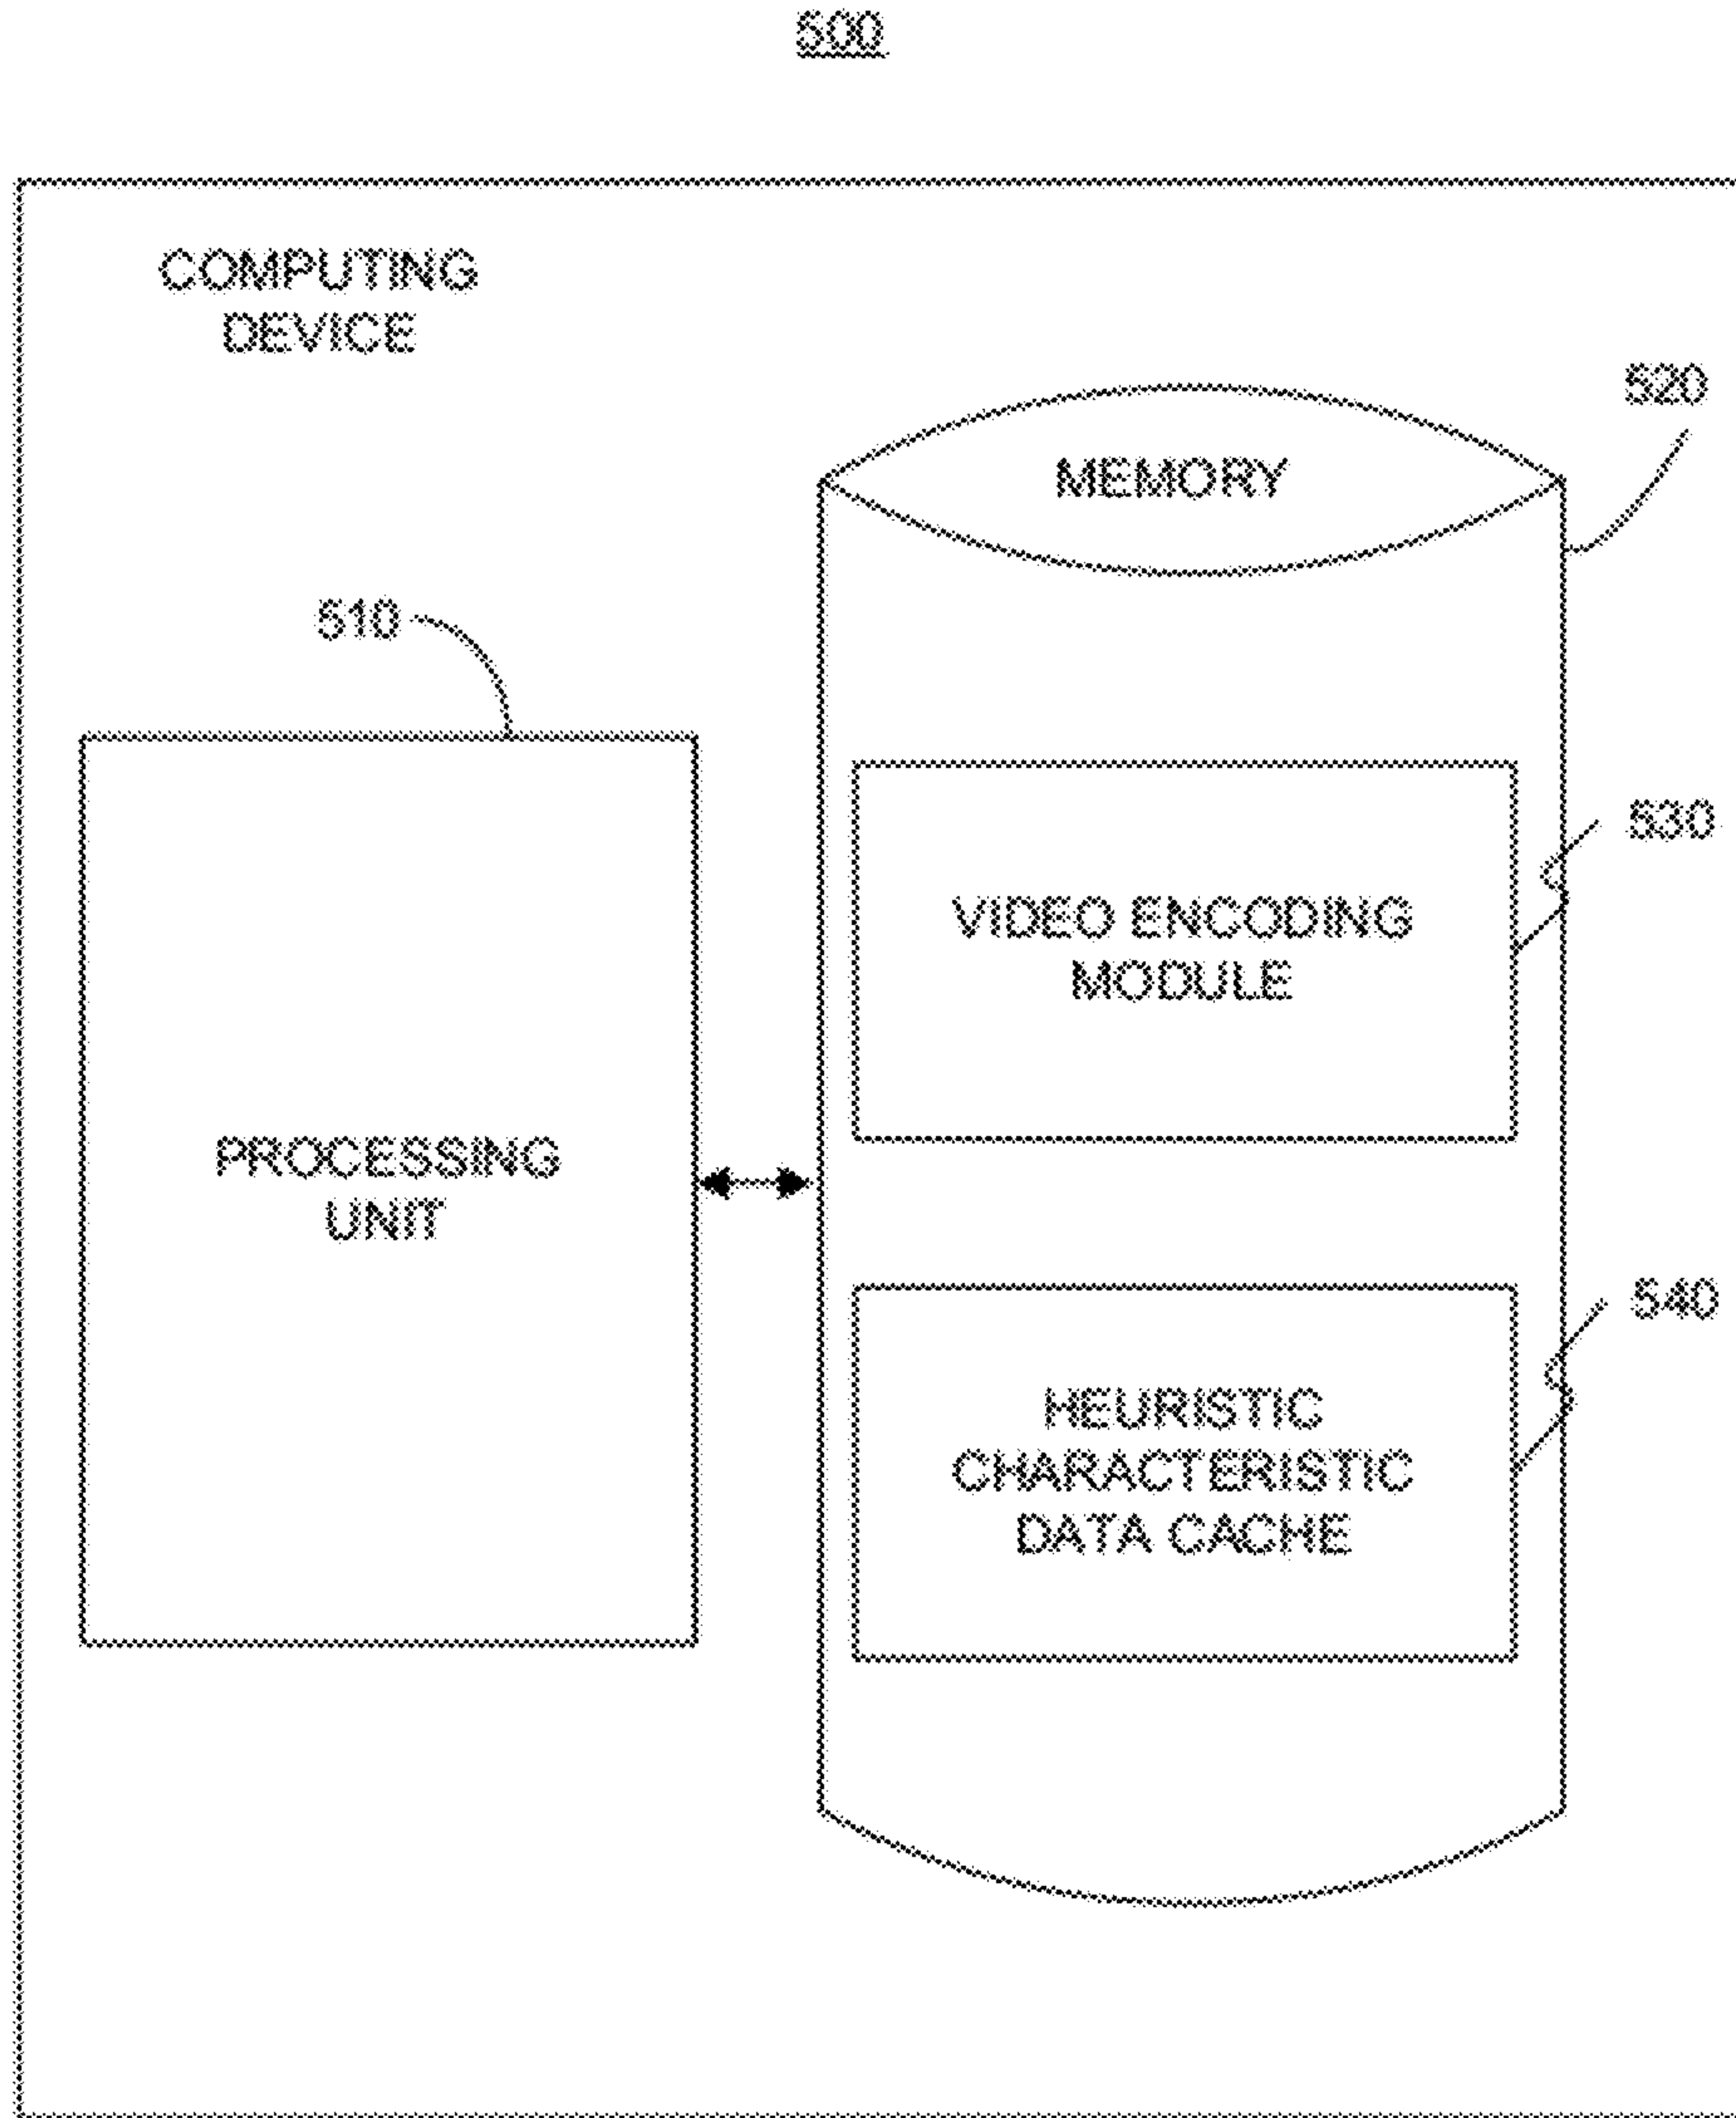 500
COMPUTING
DEVICE
520
MEMORY
510
530
VIDEO ENCODING
MODULE
PROCESSING
UNIT
540
HEURISTIC
CHARACTERISTIC
DATA CACHE